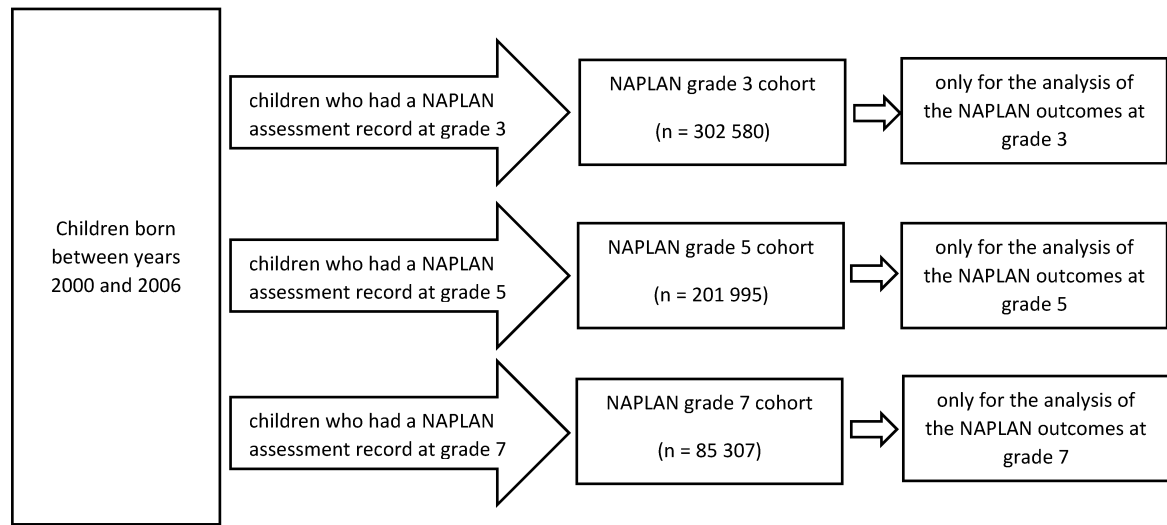 Children born
between years
2000 and 2006
children who had a NAPLAN
assessment record at grade 3
NAPLAN grade 3 cohort
(n = 302 580)
only for the analysis of
the NAPLAN outcomes at
grade 3
children who had a NAPLAN
assessment record at grade 5
NAPLAN grade 5 cohort
(n = 201 995)
only for the analysis of
the NAPLAN outcomes at
grade 5
children who had a NAPLAN
assessment record at grade 7
NAPLAN grade 7 cohort
(n = 85 307)
only for the analysis of
the NAPLAN outcomes at
grade 7